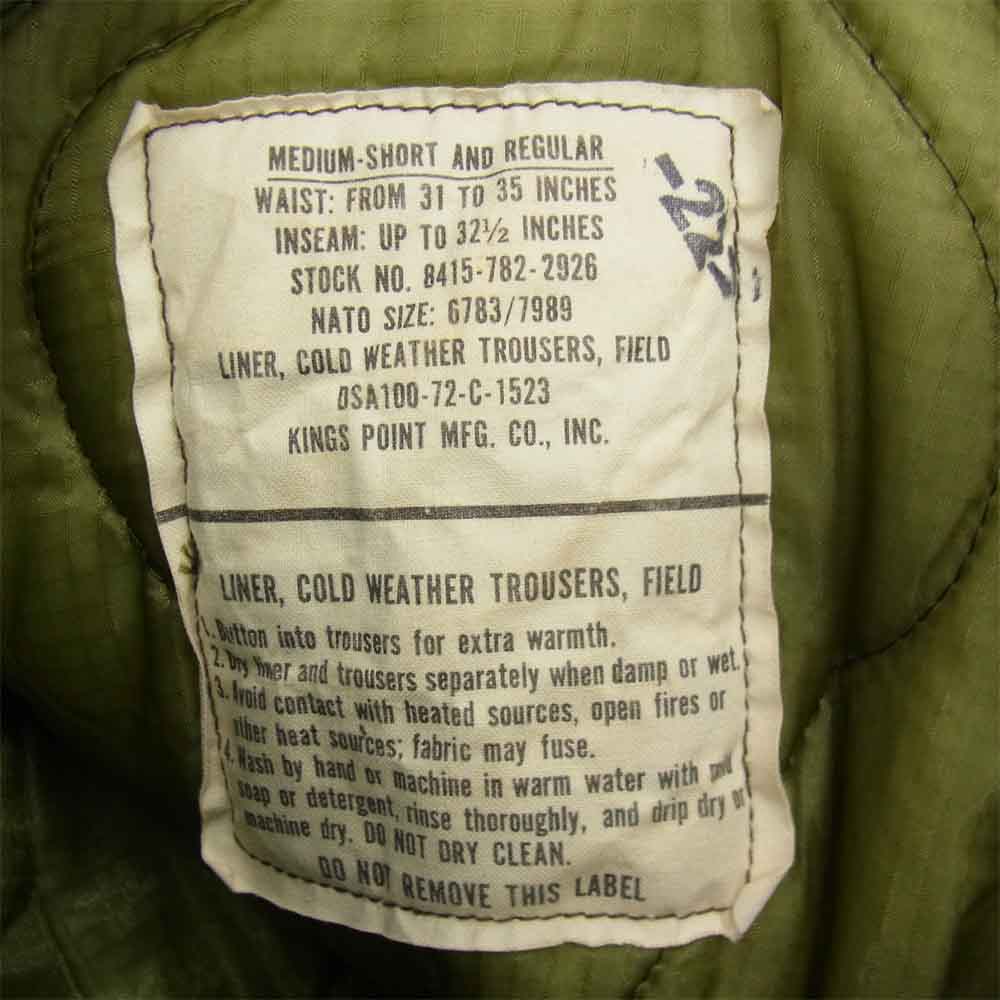 MEDIUM-SHORT AND REGULAR
WAIST: FROM 31 TO 35 INCHES
INSEAM: UP TO 32½ INCHES
STOCK NO. 8415-782-2926
NATO SIZE: 6783/7989
LINER, COLD WEATHER TROUSERS, FIELD
DSA100-72-C-1523
KINGS POINT MFG. CO., INC.
LINER, COLD WEATHER TROUSERS, FIELD
1. Button into trousers for extra warmth.
2. Dry liner and trousers separately when damp or wet.
3. Avoid contact with heated sources, open fires or
other heat sources; fabric may fuse.
4. Wash by hand or machine in warm water with mild
soap or detergent, rinse thoroughly, and drip dry or
machine dry. DO NOT DRY CLEAN.
DO NOT REMOVE THIS LABEL